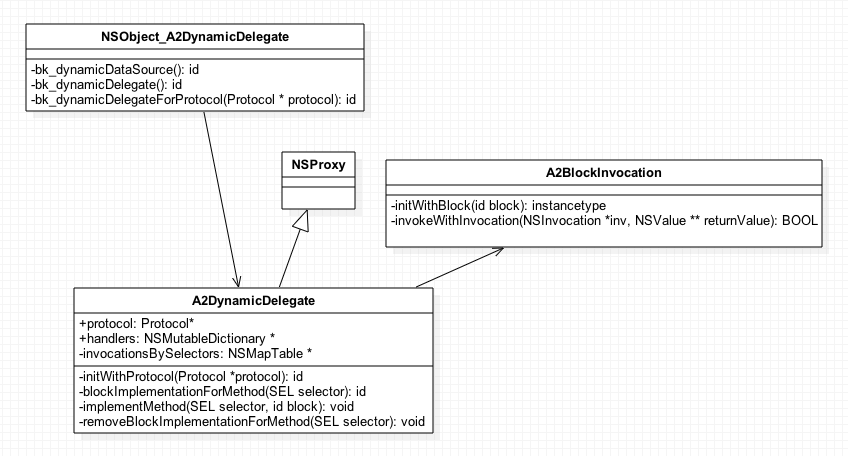 NSObject_A2DynamicDelegate
-bk_dynamicDataSource(): id
-bk_dynamicDelegate(): id
-bk_dynamicDelegateForProtocol(Protocol * protocol): id
NSProxy
A2BlockInvocation
-initWithBlock(id block): instancetype
-invokeWithInvocation(NSInvocation *inv, NSValue ** returnValue): BOOL
A2DynamicDelegate
+protocol: Protocol*
+handlers: NSMutableDictionary *
-invocationsBySelectors: NSMapTable *
-initWithProtocol(Protocol *protocol): id
-blockImplementationForMethod(SEL selector): id
-implementMethod(SEL selector, id block): void
-removeBlockImplementationForMethod(SEL selector): void